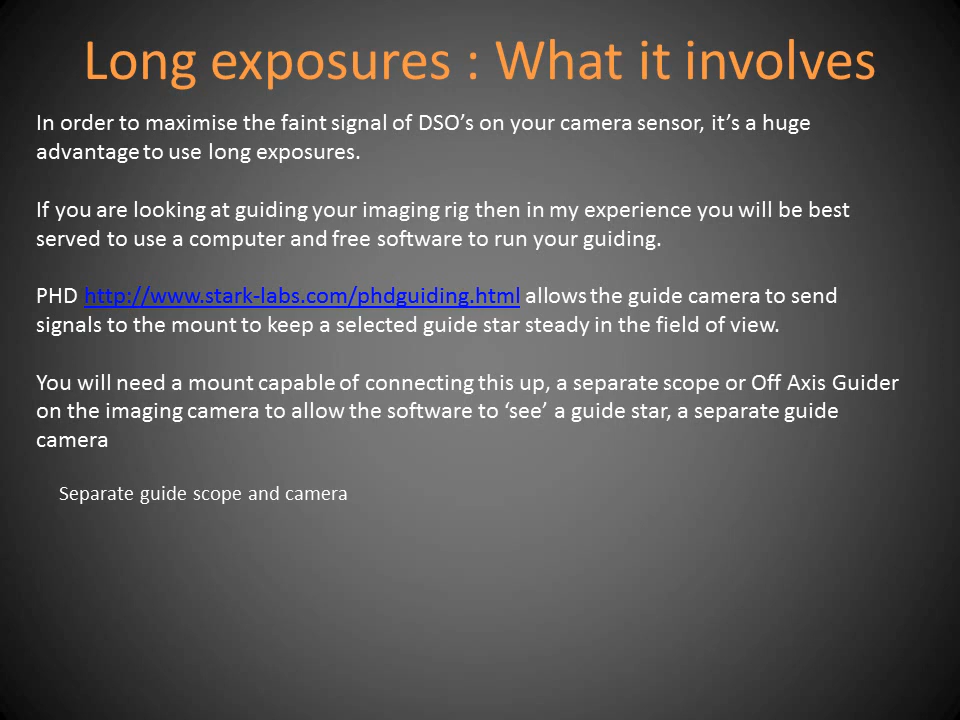 Long exposures : What it involves
In order to maximise the faint signal of DSO’s on your camera sensor, it’s a huge
advantage to use long exposures.
If you are looking at guiding your imaging rig then in my experience you will be best
served to use a computer and free software to run your guiding.
PHD http://www.stark-labs.com/phdguiding.html allows the guide camera to send
signals to the mount to keep a selected guide star steady in the field of view.
You will need a mount capable of connecting this up, a separate scope or Off Axis Guider
on the imaging camera to allow the software to ‘see’ a guide star, a separate guide
camera
Separate guide scope and camera